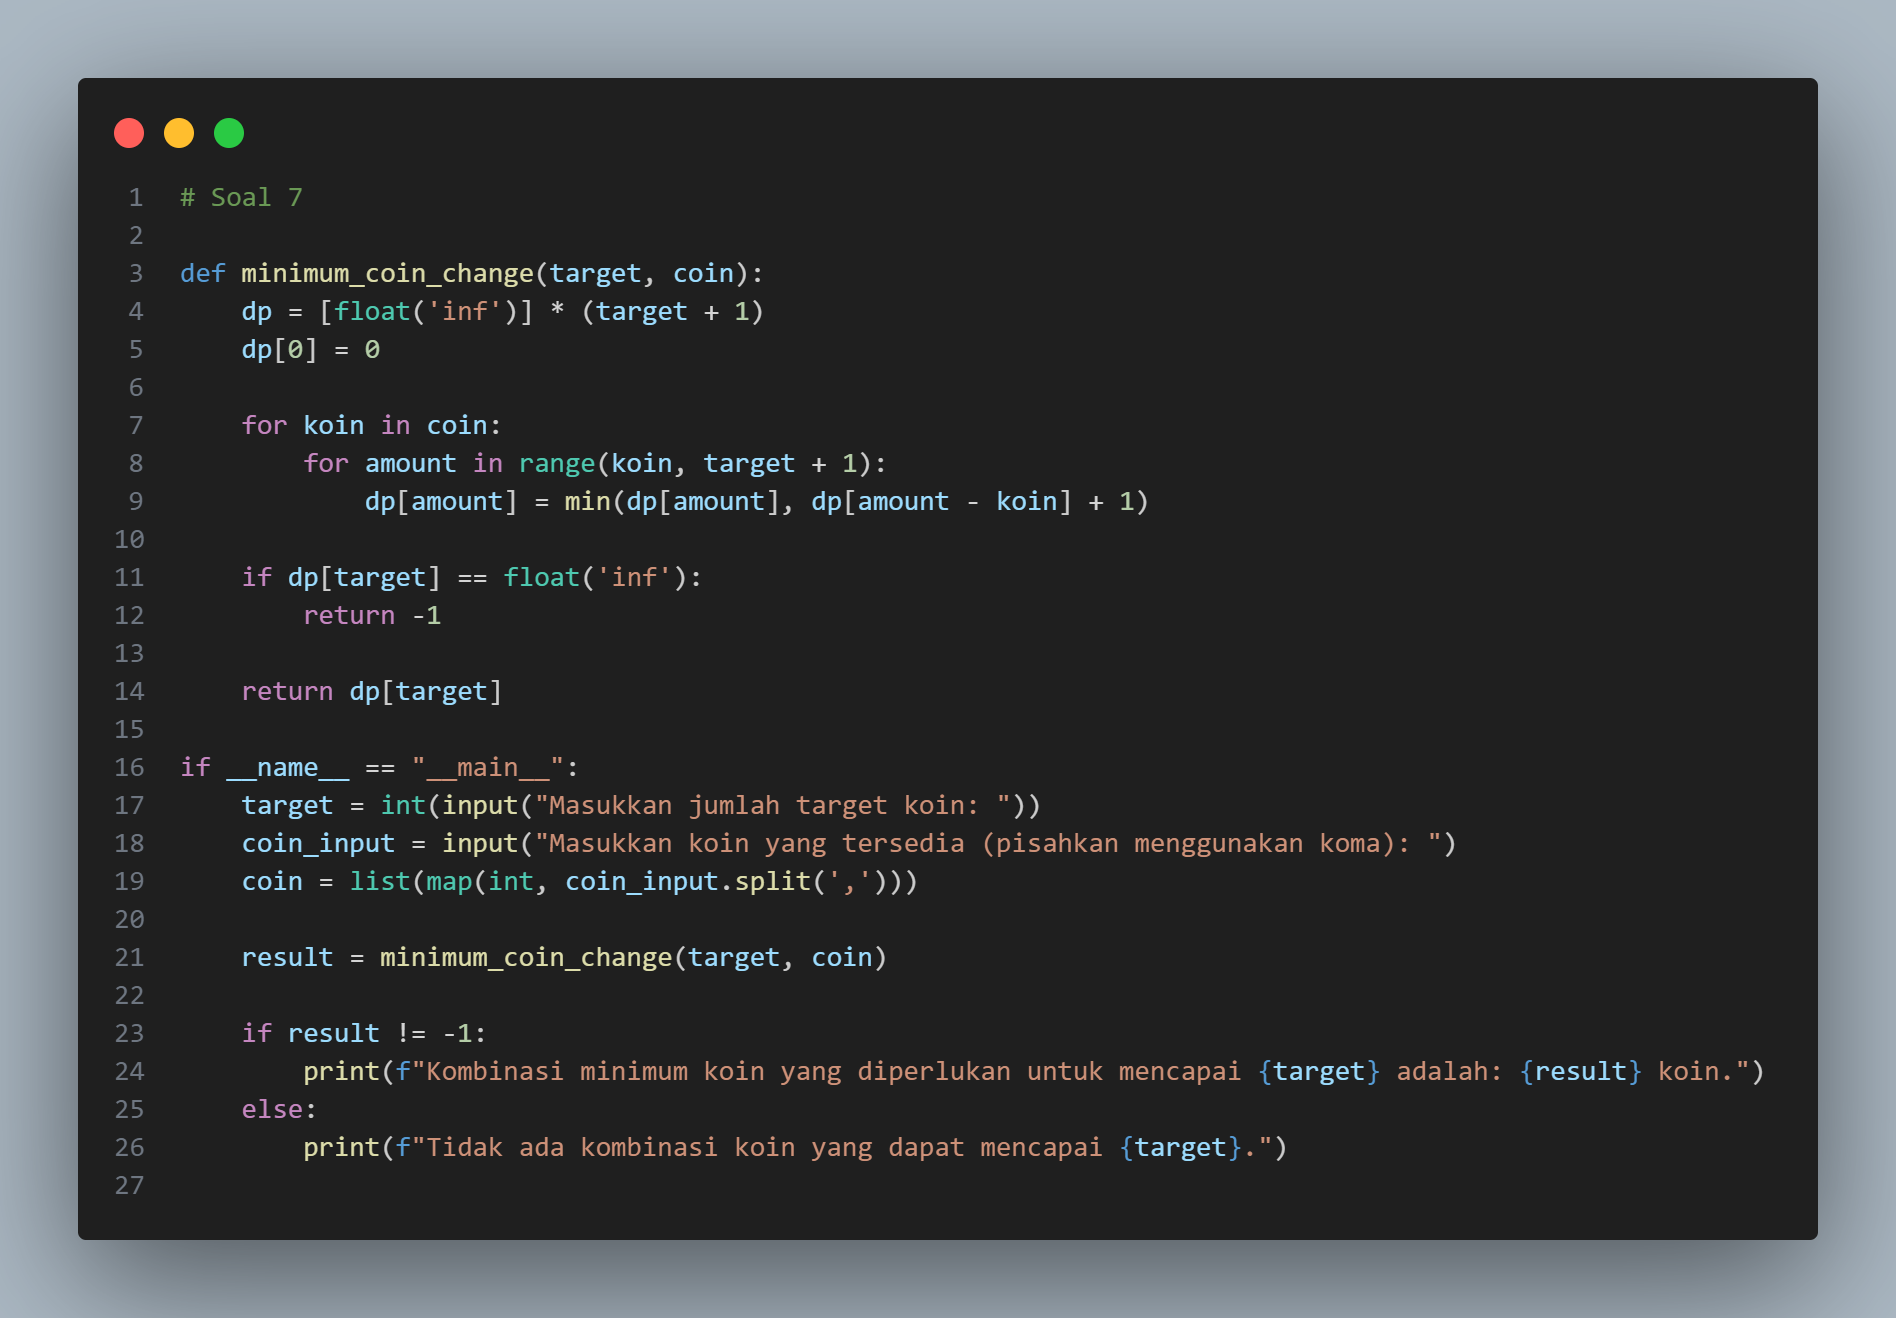 1 # Soal 7
2
3 def minimum_coin_change(target, coin):
4     dp = [float('inf')] * (target + 1)
5     dp[0] = 0
6
7     for koin in coin:
8         for amount in range(koin, target + 1):
9             dp[amount] = min(dp[amount], dp[amount - koin] + 1)
10
11     if dp[target] == float('inf'):
12         return -1
13
14     return dp[target]
15
16 if __name__ == "__main__":
17     target = int(input("Masukkan jumlah target koin: "))
18     coin_input = input("Masukkan koin yang tersedia (pisahkan menggunakan koma): ")
19     coin = list(map(int, coin_input.split(',')))
20
21     result = minimum_coin_change(target, coin)
22
23     if result != -1:
24         print(f"Kombinasi minimum koin yang diperlukan untuk mencapai {target} adalah: {result} koin.")
25     else:
26         print(f"Tidak ada kombinasi koin yang dapat mencapai {target}.")
27